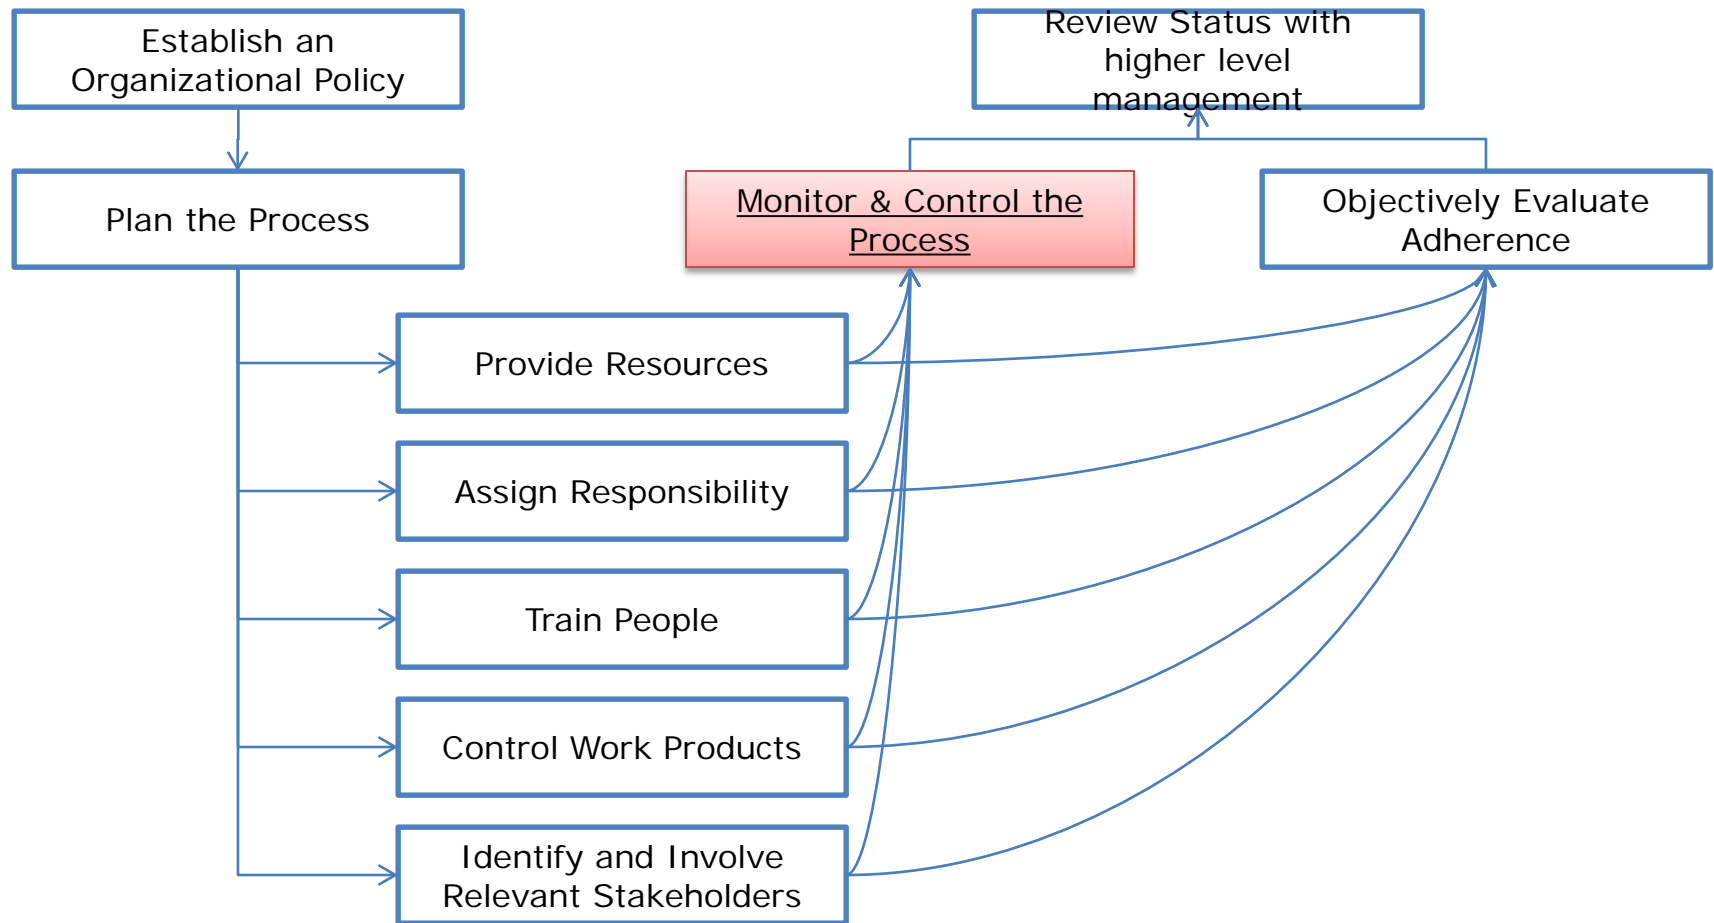 Establish an
Organizational Policy
Review Status with
higher level
management
Plan the Process
Monitor & Control the
Process
Objectively Evaluate
Adherence
Provide Resources
Assign Responsibility
Train People
Control Work Products
Identify and Involve
Relevant Stakeholders